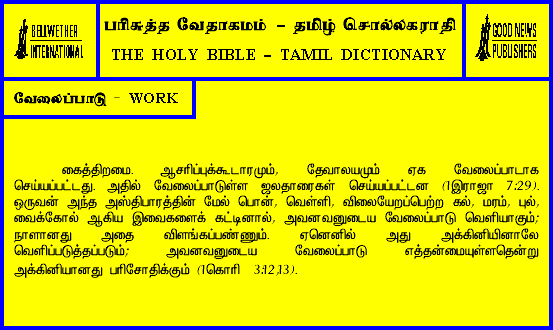 BELLWETHER
INTERNATIONAL
பரிசுத்த வேதாகமம் – தமிழ் சொல்லகராதி
THE HOLY BIBLE – TAMIL DICTIONARY
GOOD NEWS
PUBLISHERS
வேலைப்பாடு - WORK
கைத்திறமை. ஆசரிப்புக்கூடாரமும், தேவாலயமும் ஏக வேலைப்பாடாக
செய்யப்பட்டது. அதில் வேலைப்பாடுள்ள ஜலதாரைகள் செய்யப்பட்டன (1இராஜா 7:29).
ஒருவன் அந்த அஸ்திபாரத்தின் மேல் பொன், வெள்ளி, விலையேறப்பெற்ற கல், மரம், புல்,
வைக்கோல் ஆகிய இவைகளைக் கட்டினால், அவனவனுடைய வேலைப்பாடு வெளியாகும்;
நாளானது அதை விளங்கப்பண்ணும். ஏனெனில் அது அக்கினியினாலே
வெளிப்படுத்தப்படும்; அவனவனுடைய வேலைப்பாடு எத்தன்மையுள்ளதென்று
அக்கினியானது பரிசோதிக்கும் (1கொரி 3:12,13).